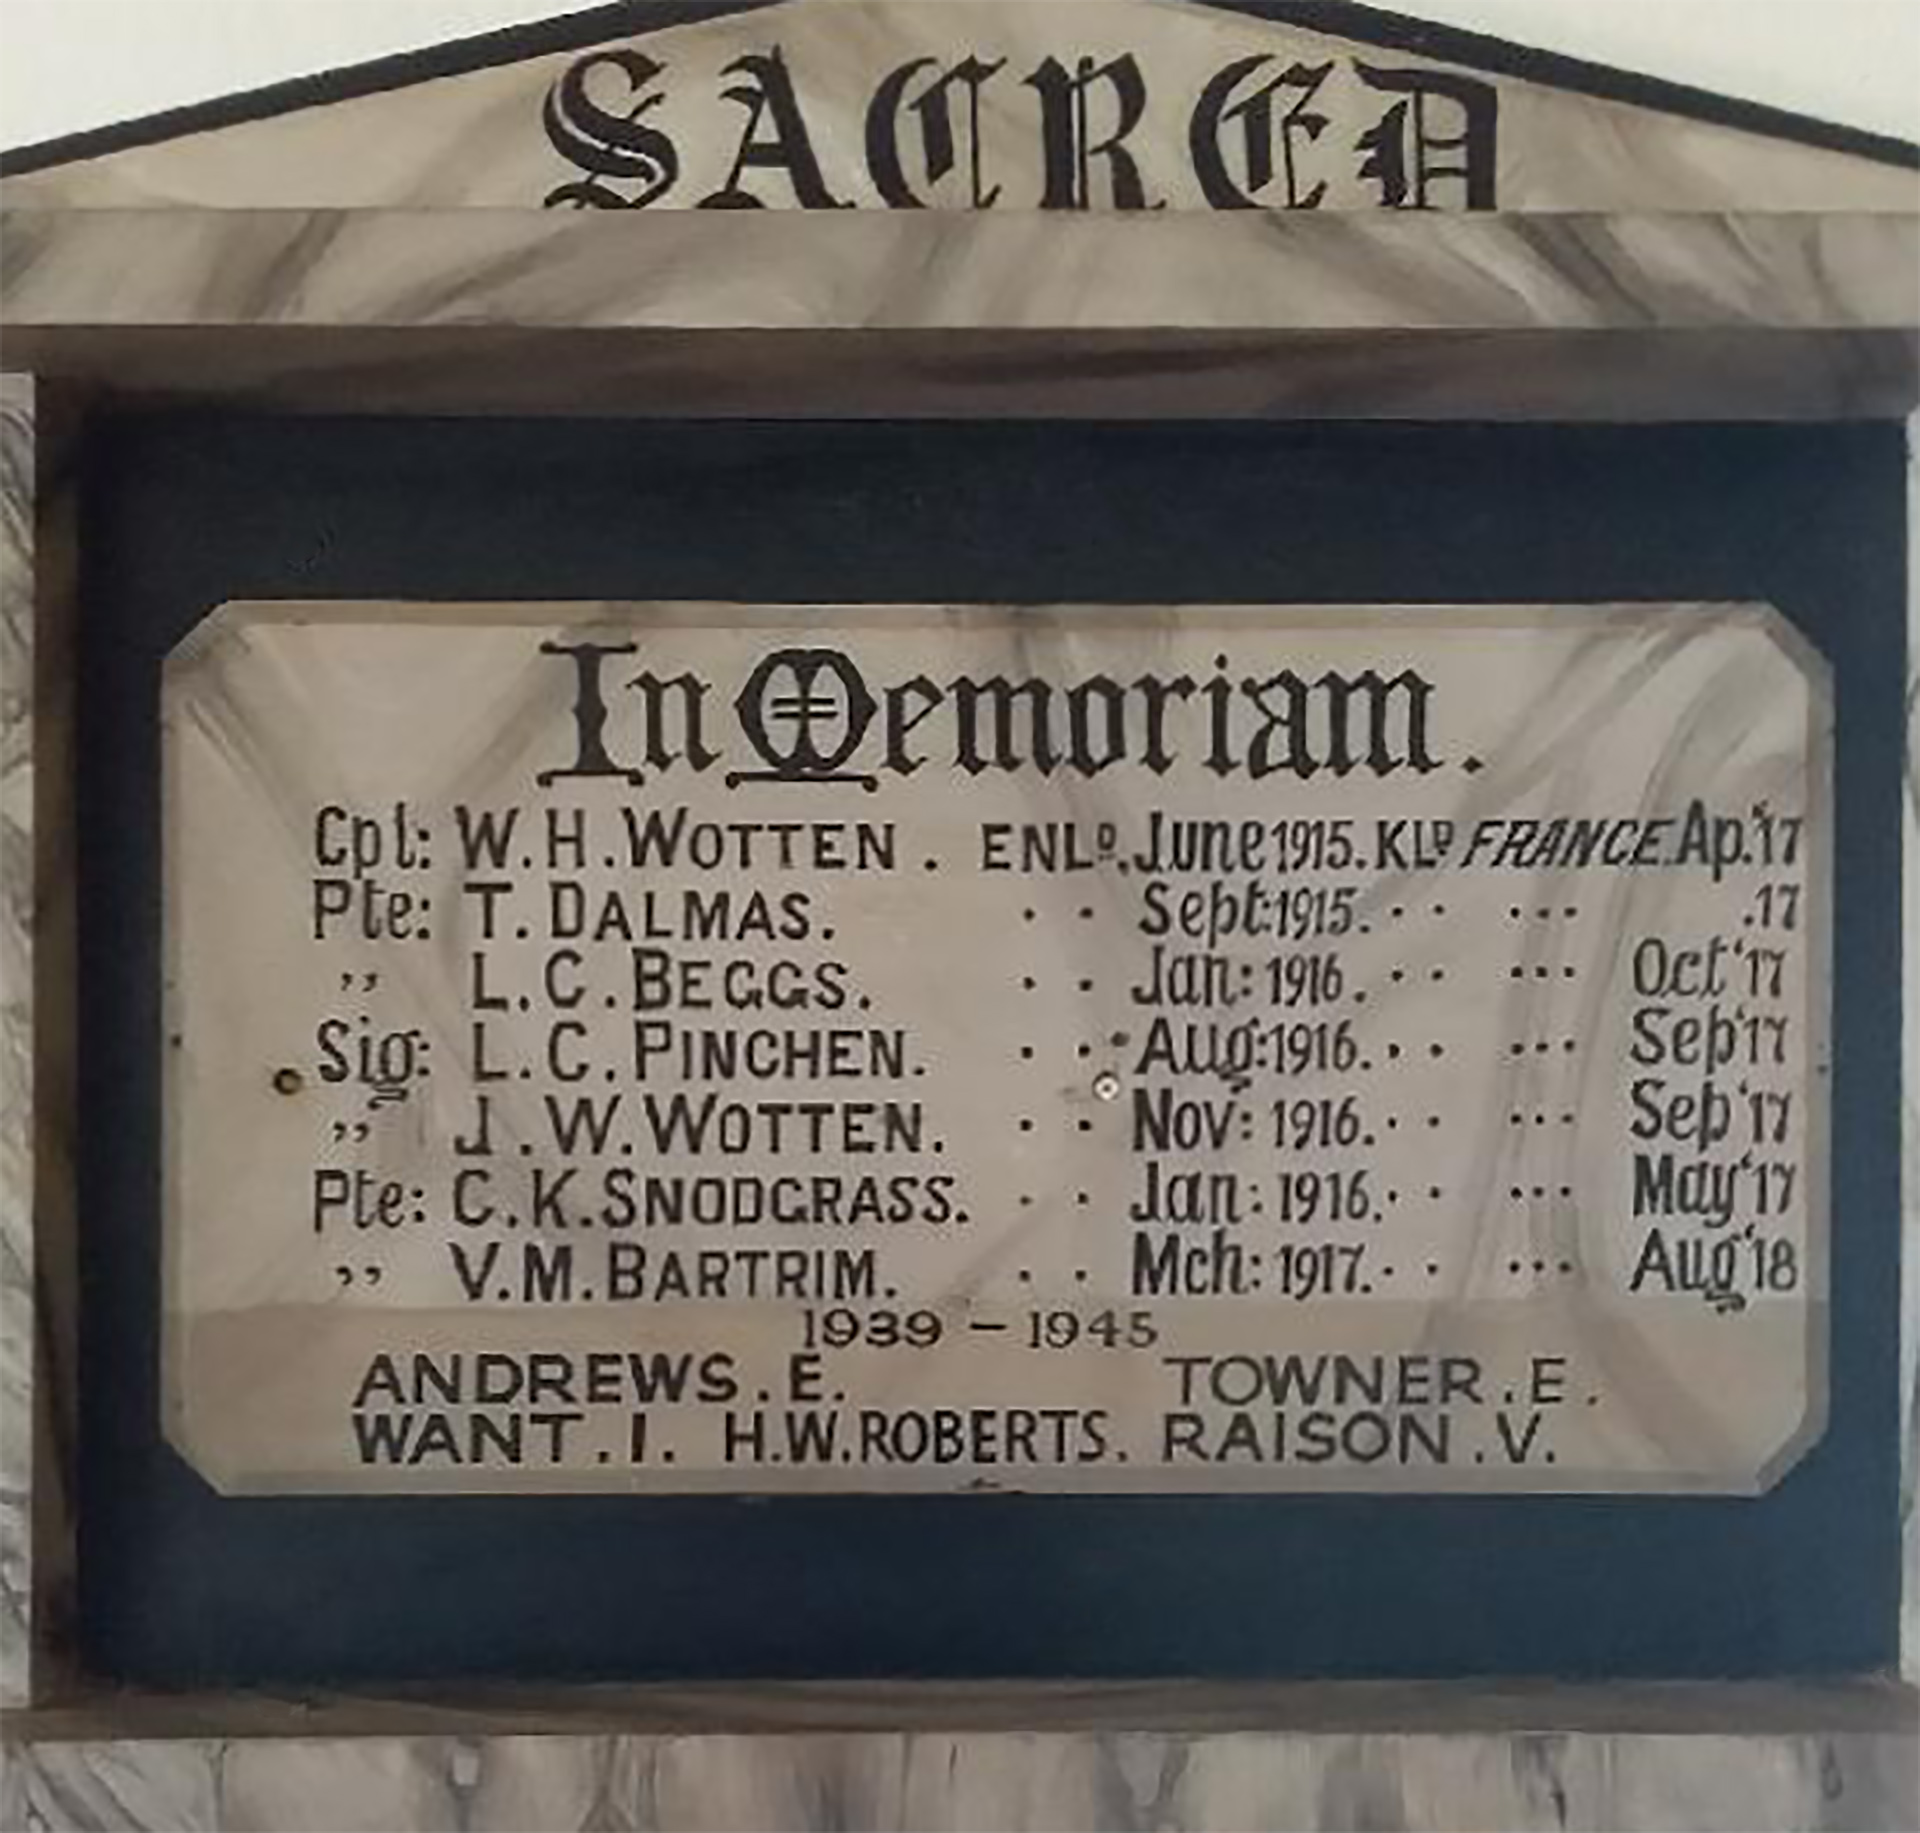 SACRED
In Memoriam.
Cpl: W. H. WOTTEN. ENLD. June 1915. KLD FRANCE. Ap. '17
Pte: T. DALMAS. . . Sept: 1915. . . ... .17
,, L. C. BEGGS. . . Jan: 1916. . . ... Oct '17
Sig: L. C. PINCHEN. . . Aug: 1916. . . ... Sep '17
,, J. W. WOTTEN. . . Nov: 1916. . . ... Sep '17
Pte: C. K. SNODGRASS. . . Jan: 1916. . . ... May '17
,, V. M. BARTRIM. . . Mch: 1917. . . ... Aug '18
1939 – 1945
ANDREWS. E. TOWNER. E.
WANT. I. H.W. ROBERTS. RAISON. V.